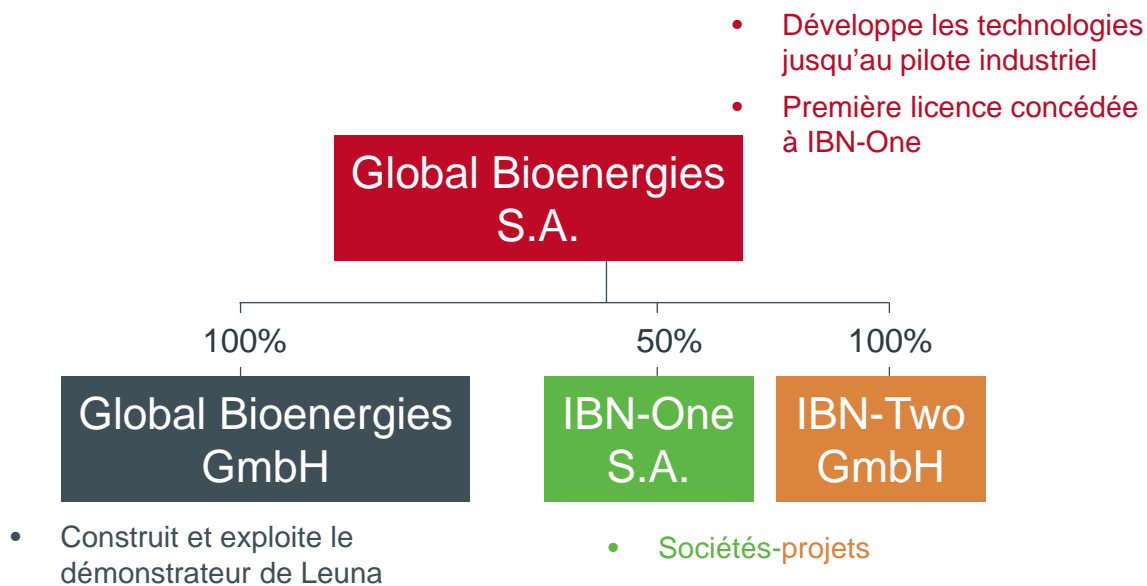 • Développe les technologies
jusqu’au pilote industriel
• Première licence concédée
à IBN-One
Global Bioenergies
S.A.
100%
50%
100%
Global Bioenergies
GmbH
IBN-One
S.A.
IBN-Two
GmbH
• Construit et exploite le
démonstrateur de Leuna
• Sociétés-projets